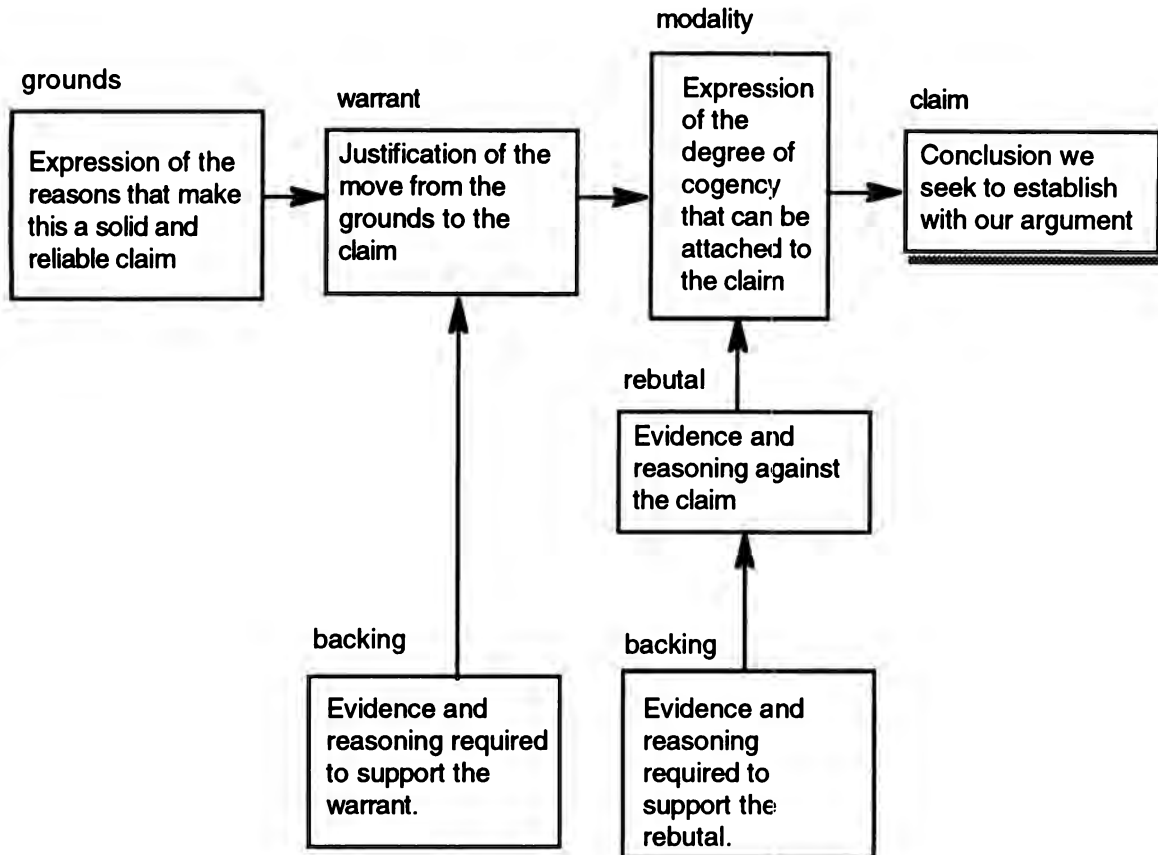 grounds
Expression of the
reasons that make
this a solid and
reliable claim
warrant
Justification of the
move from the
grounds to the
claim
modality
Expression
of the
degree of
cogency
that can be
attached to
the claim
claim
Conclusion we
seek to establish
with our argument
rebutal
Evidence and
reasoning against
the claim
backing
Evidence and
reasoning required
to support the
warrant.
backing
Evidence and
reasoning
required to
support the
rebutal.